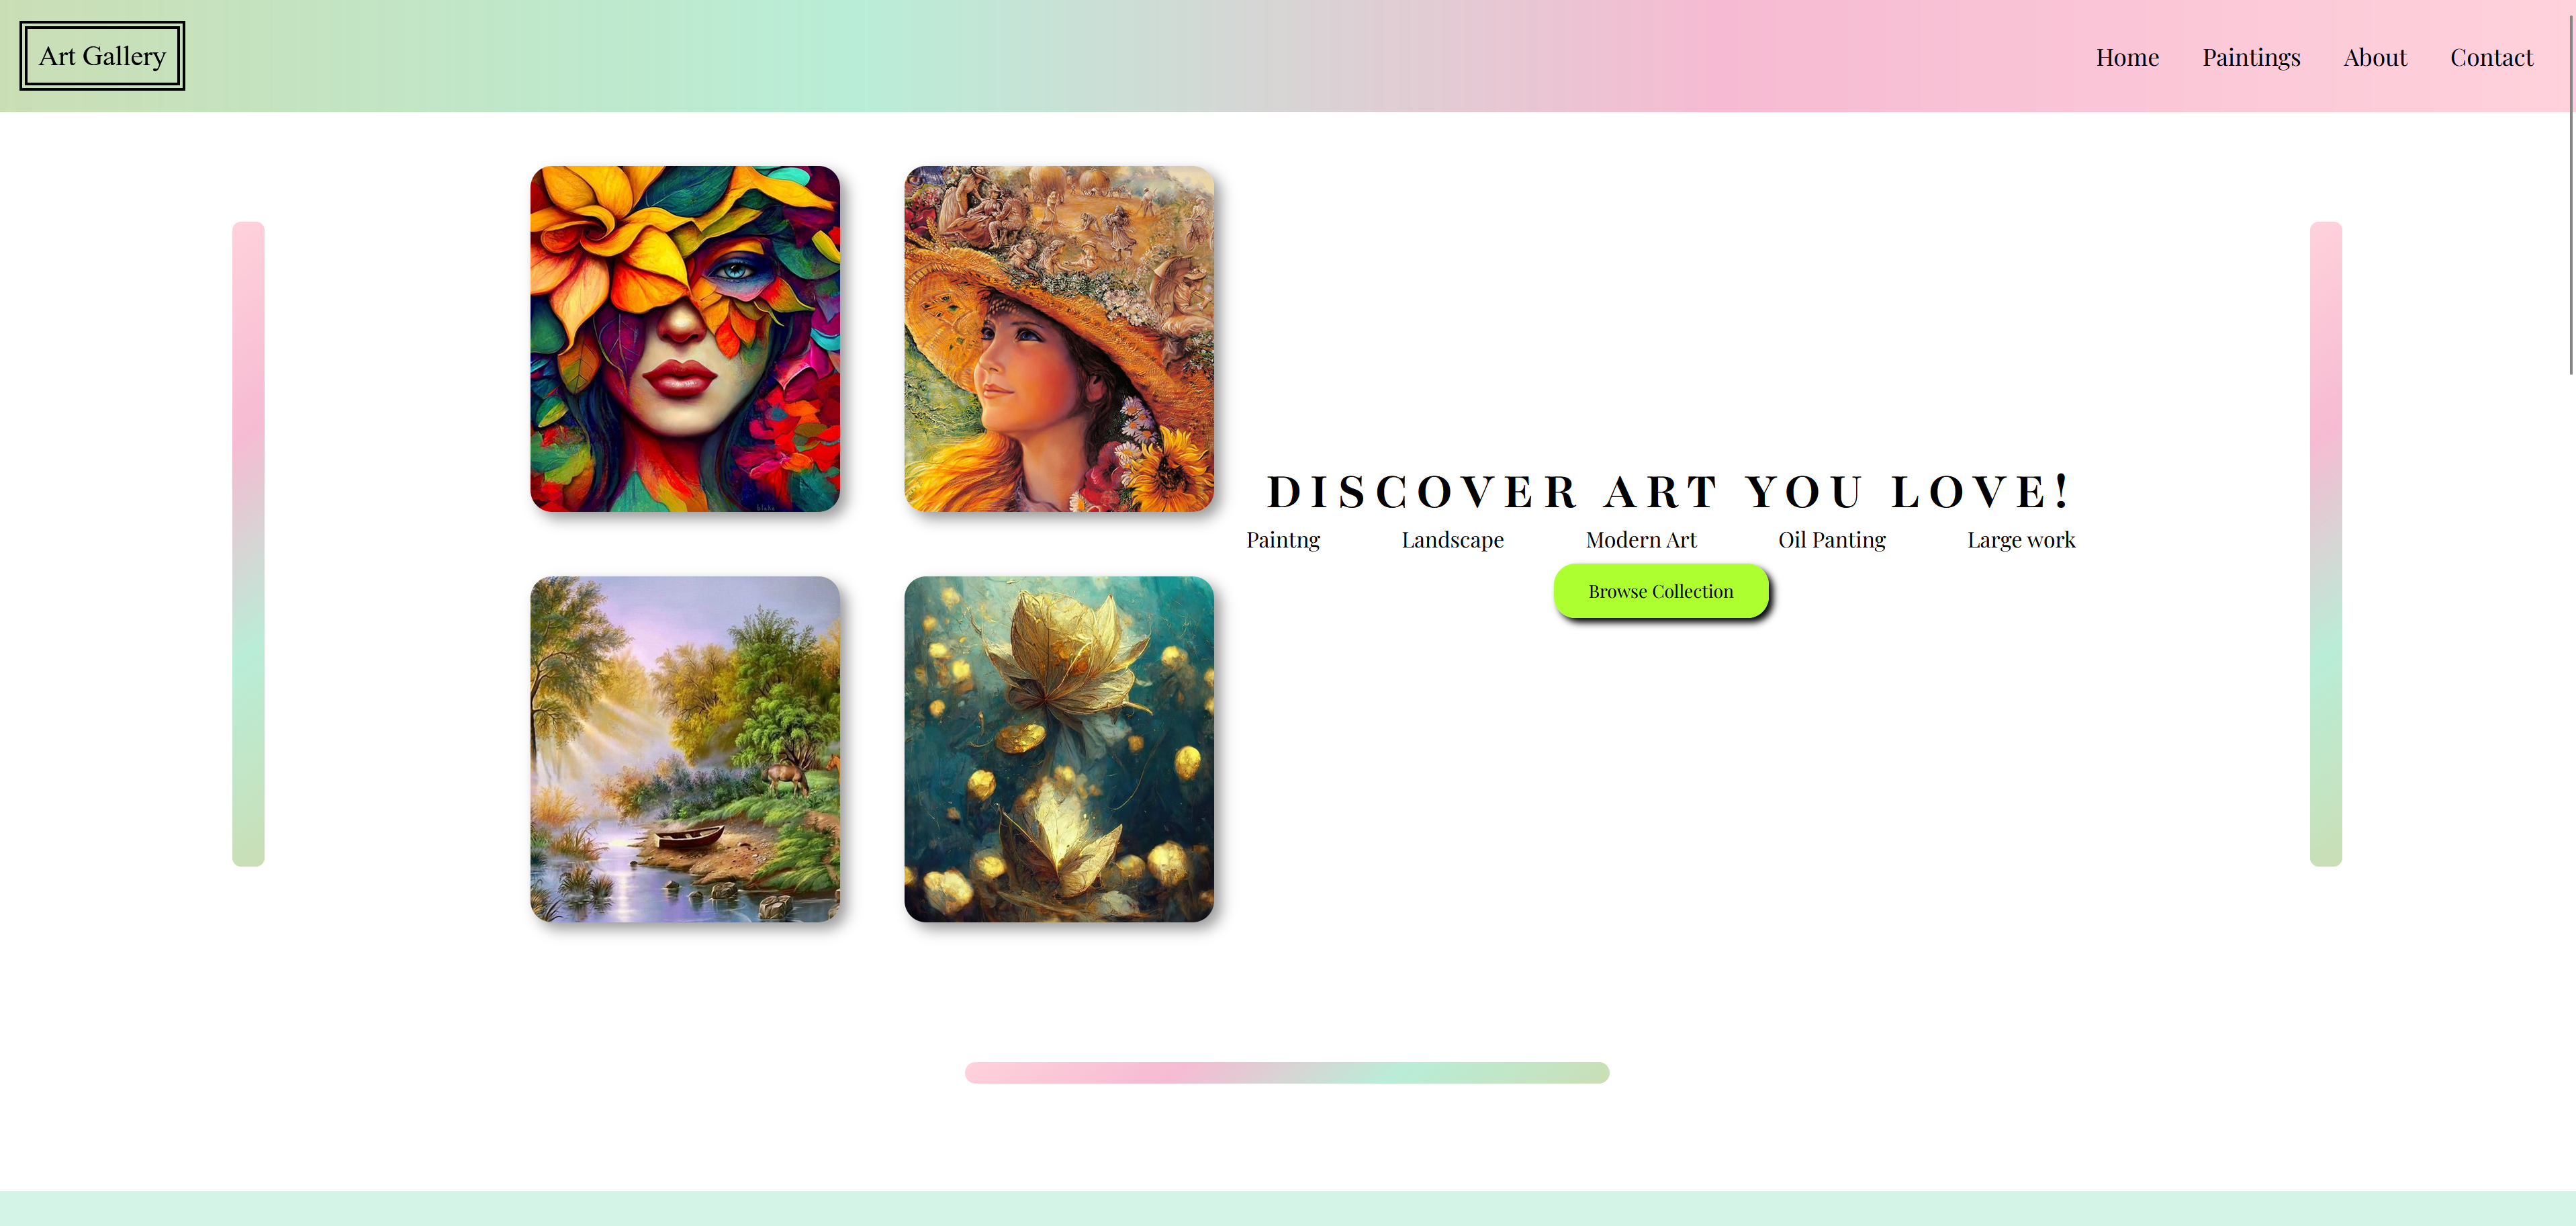 Art Gallery
Home Paintings About Contact
DISCOVER ART YOU LOVE!
Paintng Landscape Modern Art Oil Panting Large work
Browse Collection